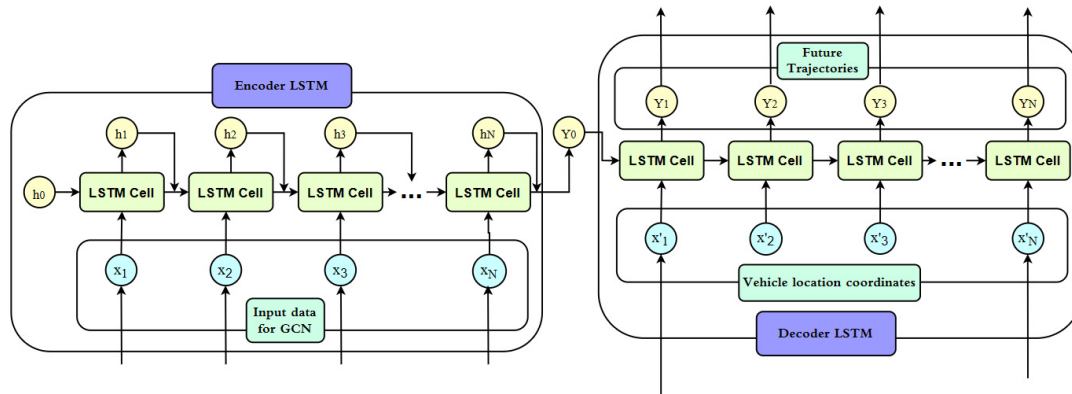 Encoder LSTM
h0
h1
h2
h3
hN
LSTM Cell
LSTM Cell
LSTM Cell
...
LSTM Cell
x1
x2
x3
xN
Input data
for GCN
Y0
Future
Trajectories
Y1
Y2
Y3
YN
LSTM Cell
LSTM Cell
LSTM Cell
...
LSTM Cell
x'1
x'2
x'3
x'N
Vehicle location coordinates
Decoder LSTM